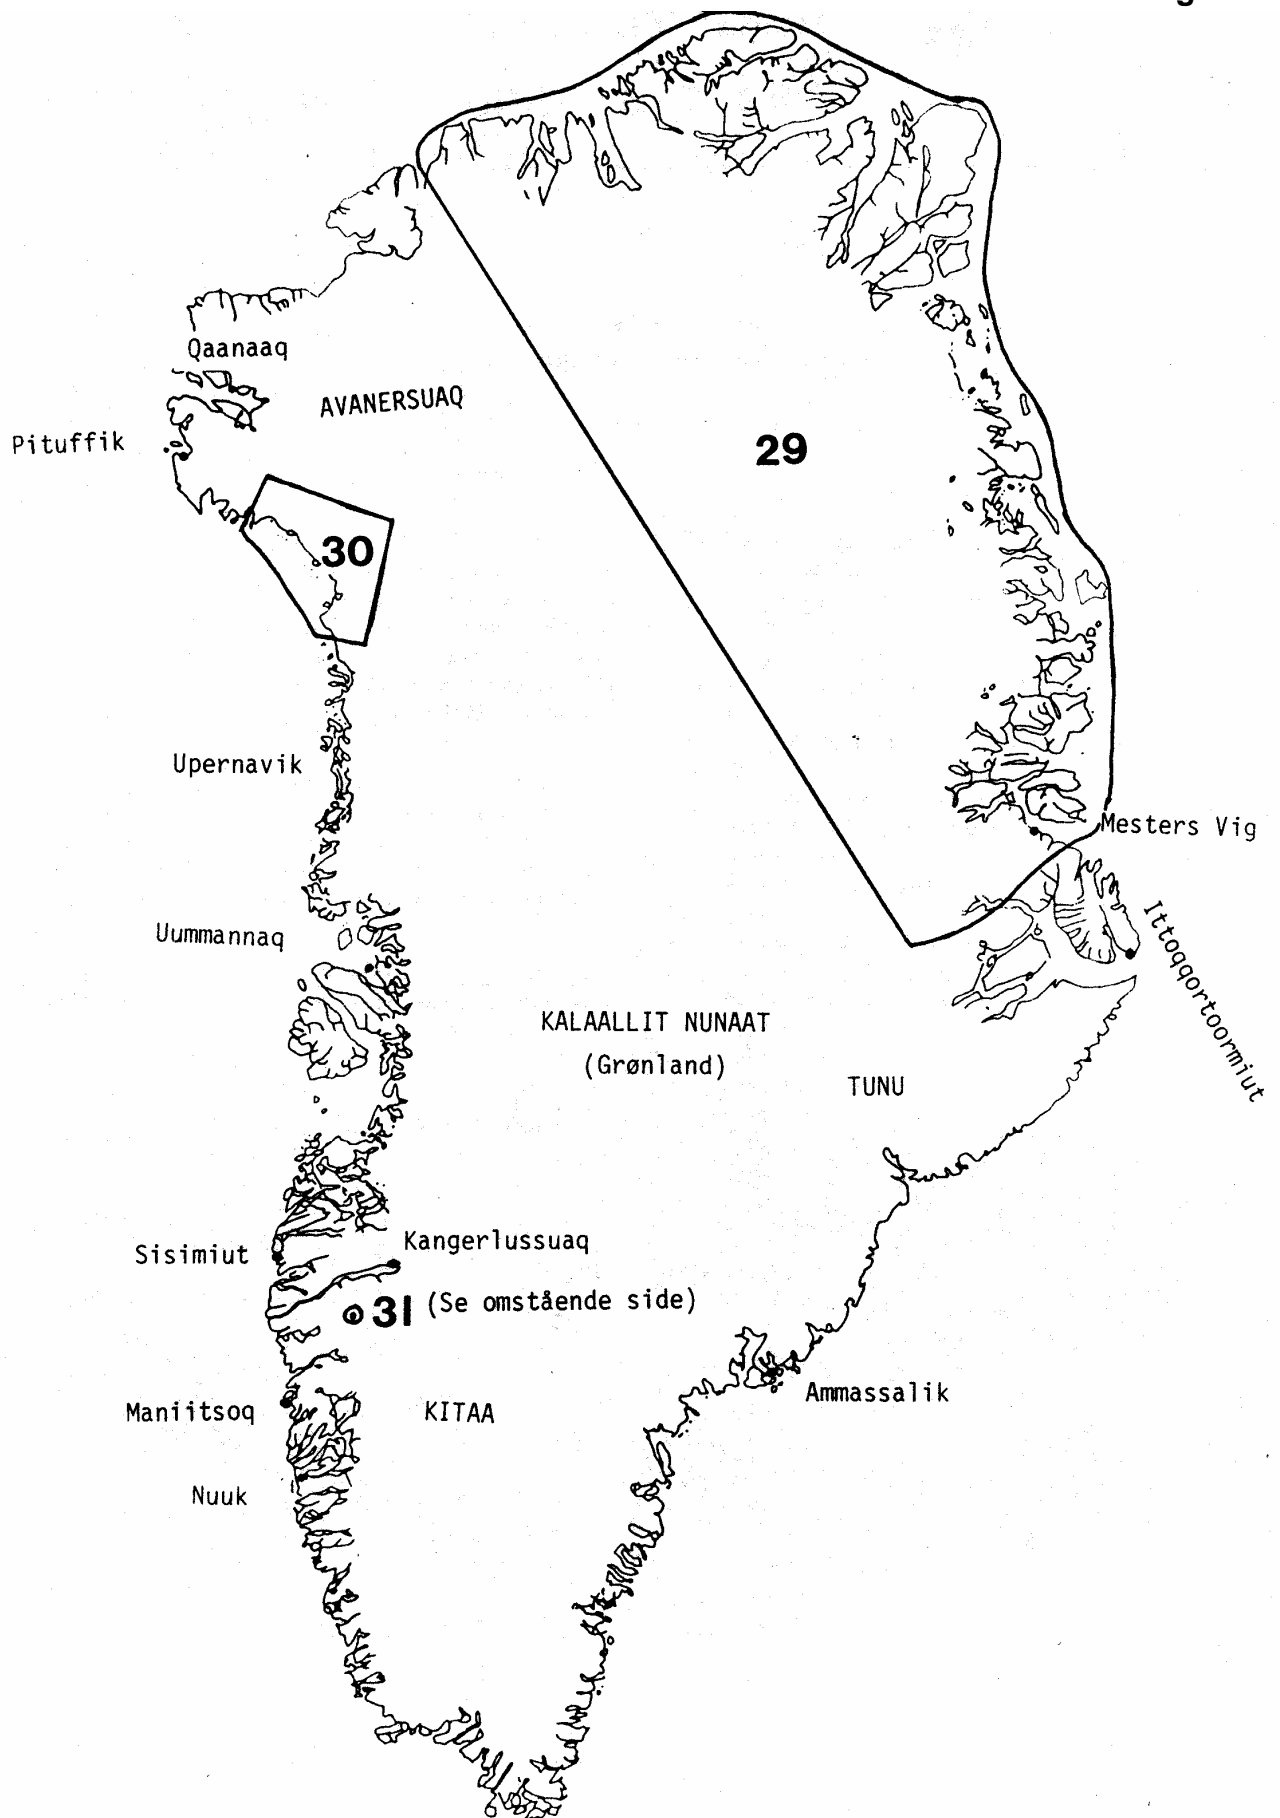 g
Qaanaaq
AVANERSUAQ
Pituffik
29
30
Upernavik
Mesters Vig
Uummannaq
Ittoqqortoormiut
KALAALLIT NUNAAT
(Grønland)
TUNU
Kangerlussuaq
Sisimiut
31 (Se omstående side)
Ammassalik
Maniitsoq
KITAA
Nuuk